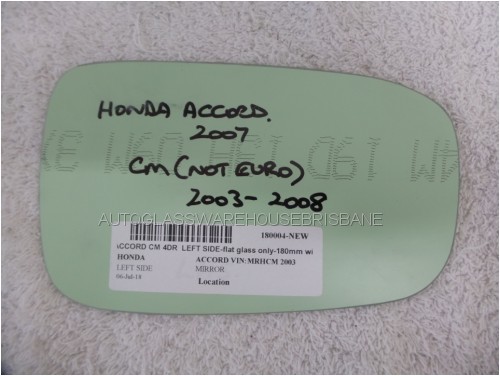 HONDA ACCORD.
2007
CM (NOT EURO)
2003-2008
AUTOGLASSWAREHOUSEBRISBANE
180004-NEW
ACCORD CM 4DR LEFT SIDE-flat glass only-180mm wi
HONDA ACCORD VIN:MRHCM 2003
LEFT SIDE MIRROR
06-Jul-18
Location